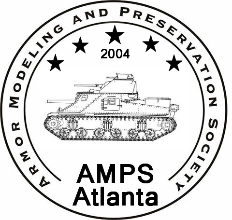 ARMOR MODELING AND PRESERVATION SOCIETY
2004
AMPS
Atlanta